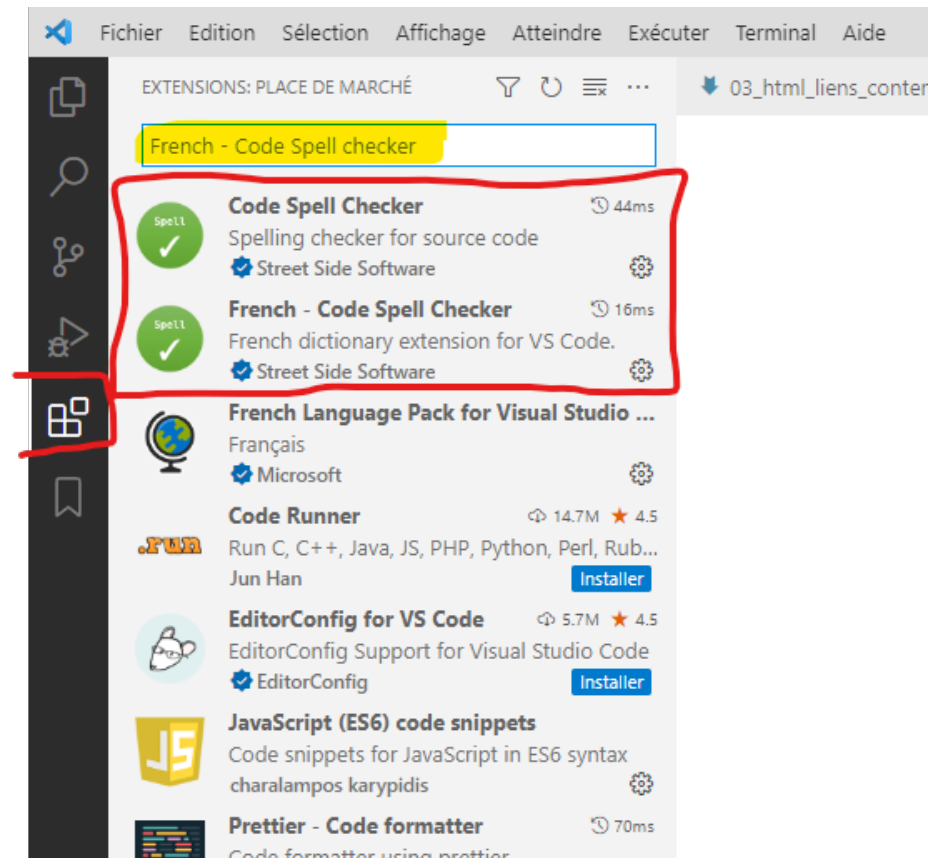 Fichier Edition Sélection Affichage Atteindre Exécuter Terminal Aide
EXTENSIONS: PLACE DE MARCHÉ ...
03_html_liens_conter
French - Code Spell checker
Spell
Code Spell Checker 44ms
Spelling checker for source code
Street Side Software
Spell
French - Code Spell Checker 16ms
French dictionary extension for VS Code.
Street Side Software
French Language Pack for Visual Studio ...
Français
Microsoft
.run
Code Runner 14.7M ★ 4.5
Run C, C++, Java, JS, PHP, Python, Perl, Rub...
Jun Han Installer
EditorConfig for VS Code 5.7M ★ 4.5
EditorConfig Support for Visual Studio Code
EditorConfig Installer
JS
JavaScript (ES6) code snippets
Code snippets for JavaScript in ES6 syntax
charalampos karypidis
Prettier - Code formatter 70ms
Code formatter using prettier